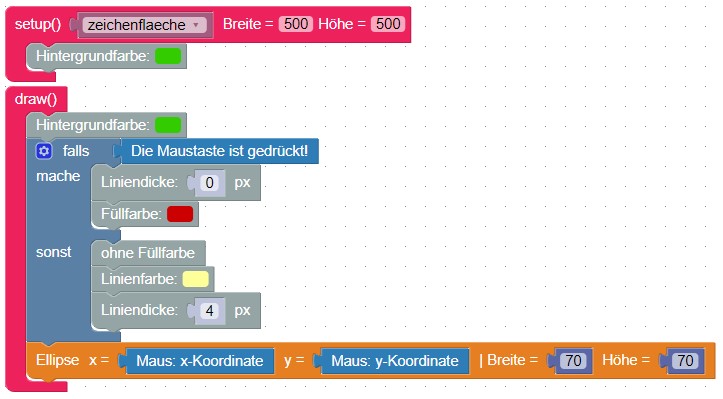 setup() zeichenflaeche Breite = 500 Höhe = 500
Hintergrundfarbe:
draw()
Hintergrundfarbe:
falls Die Maustaste ist gedrückt!
mache Liniendicke: 0 px
Füllfarbe:
sonst ohne Füllfarbe
Linienfarbe:
Liniendicke: 4 px
Ellipse x = Maus: x-Koordinate y = Maus: y-Koordinate | Breite = 70 Höhe = 70